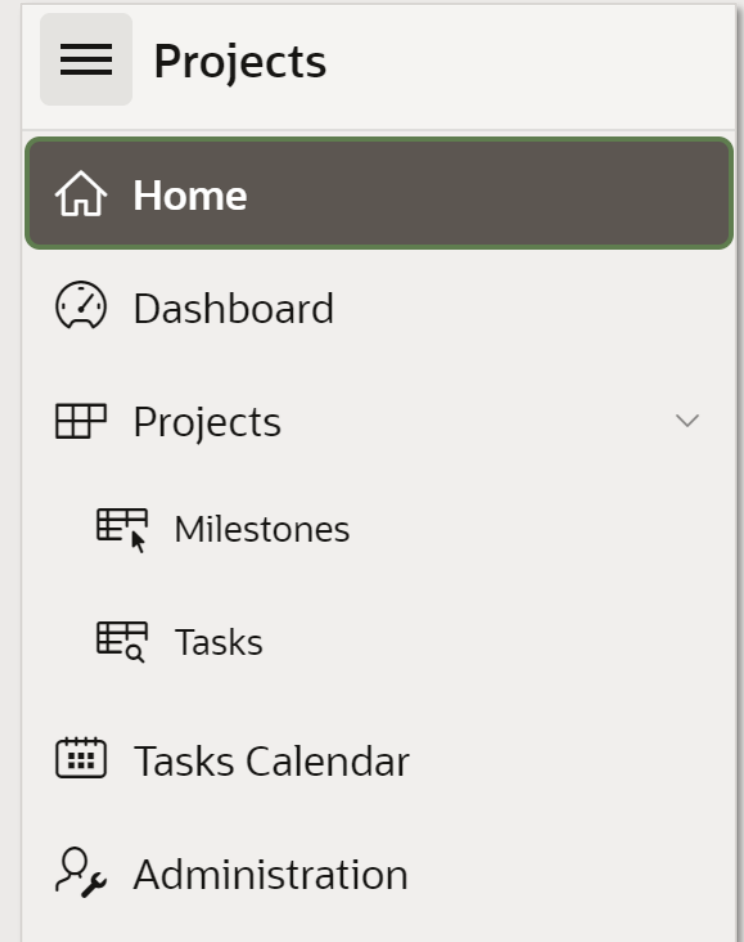 Projects
Home
Dashboard
Projects
Milestones
Tasks
Tasks Calendar
Administration